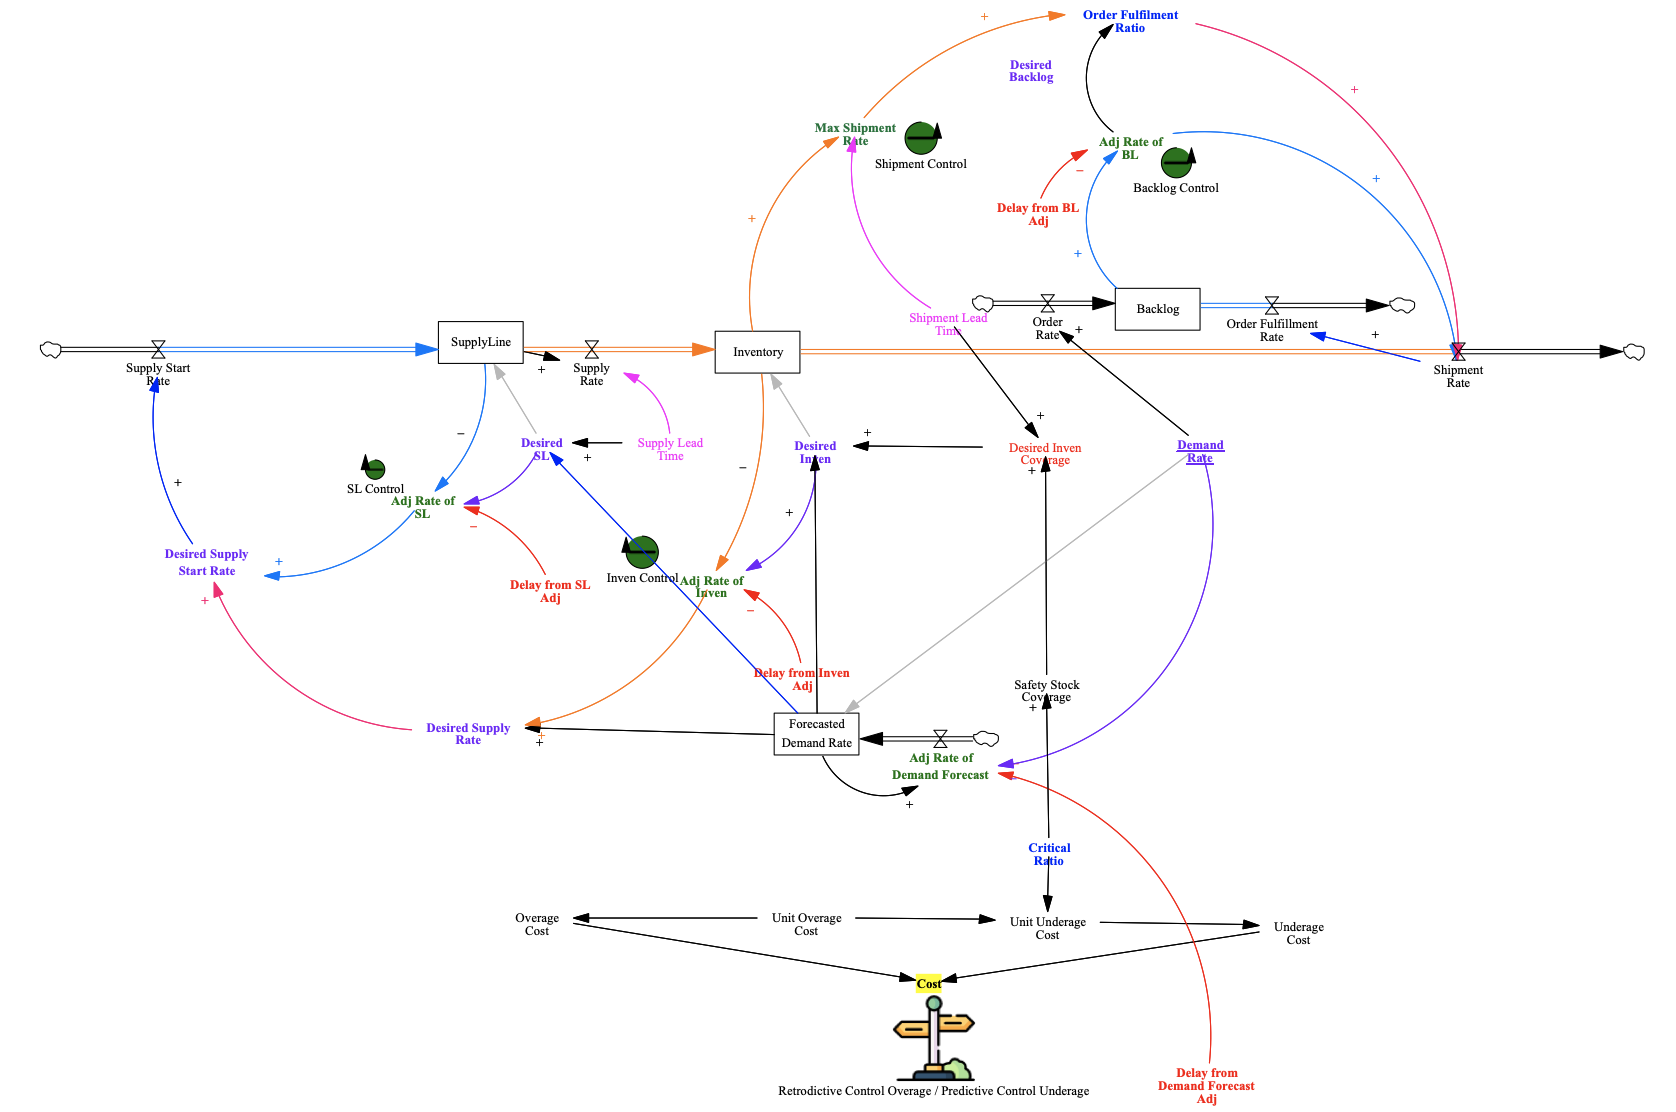 Order Fulfilment
Ratio
+
+
Desired
Backlog
Max Shipment
Rate
Shipment Control
Adj Rate of
BL
Backlog Control
−
+
Delay from BL
Adj
+
+
Shipment Lead
Time
Order
Rate
+
Backlog
Order Fulfillment
Rate
+
Supply Start
Rate
SupplyLine
+
Supply
Rate
Inventory
Shipment
Rate
+
+
−
Desired
SL
+
Supply Lead
Time
Desired
Inven
+
Desired Inven
Coverage
+
Demand
Rate
−
+
SL Control
Adj Rate of
SL
−
+
Desired Supply
Start Rate
+
+
Delay from SL
Adj
Inven Control
Adj Rate of
Inven
−
Delay from Inven
Adj
Safety Stock
Coverage
+
Desired Supply
Rate
+
+
Forecasted
Demand Rate
Adj Rate of
Demand Forecast
−
+
Critical
Ratio
Overage
Cost
Unit Overage
Cost
Unit Underage
Cost
Underage
Cost
Cost
Delay from
Demand Forecast
Adj
Retrodictive Control Overage / Predictive Control Underage